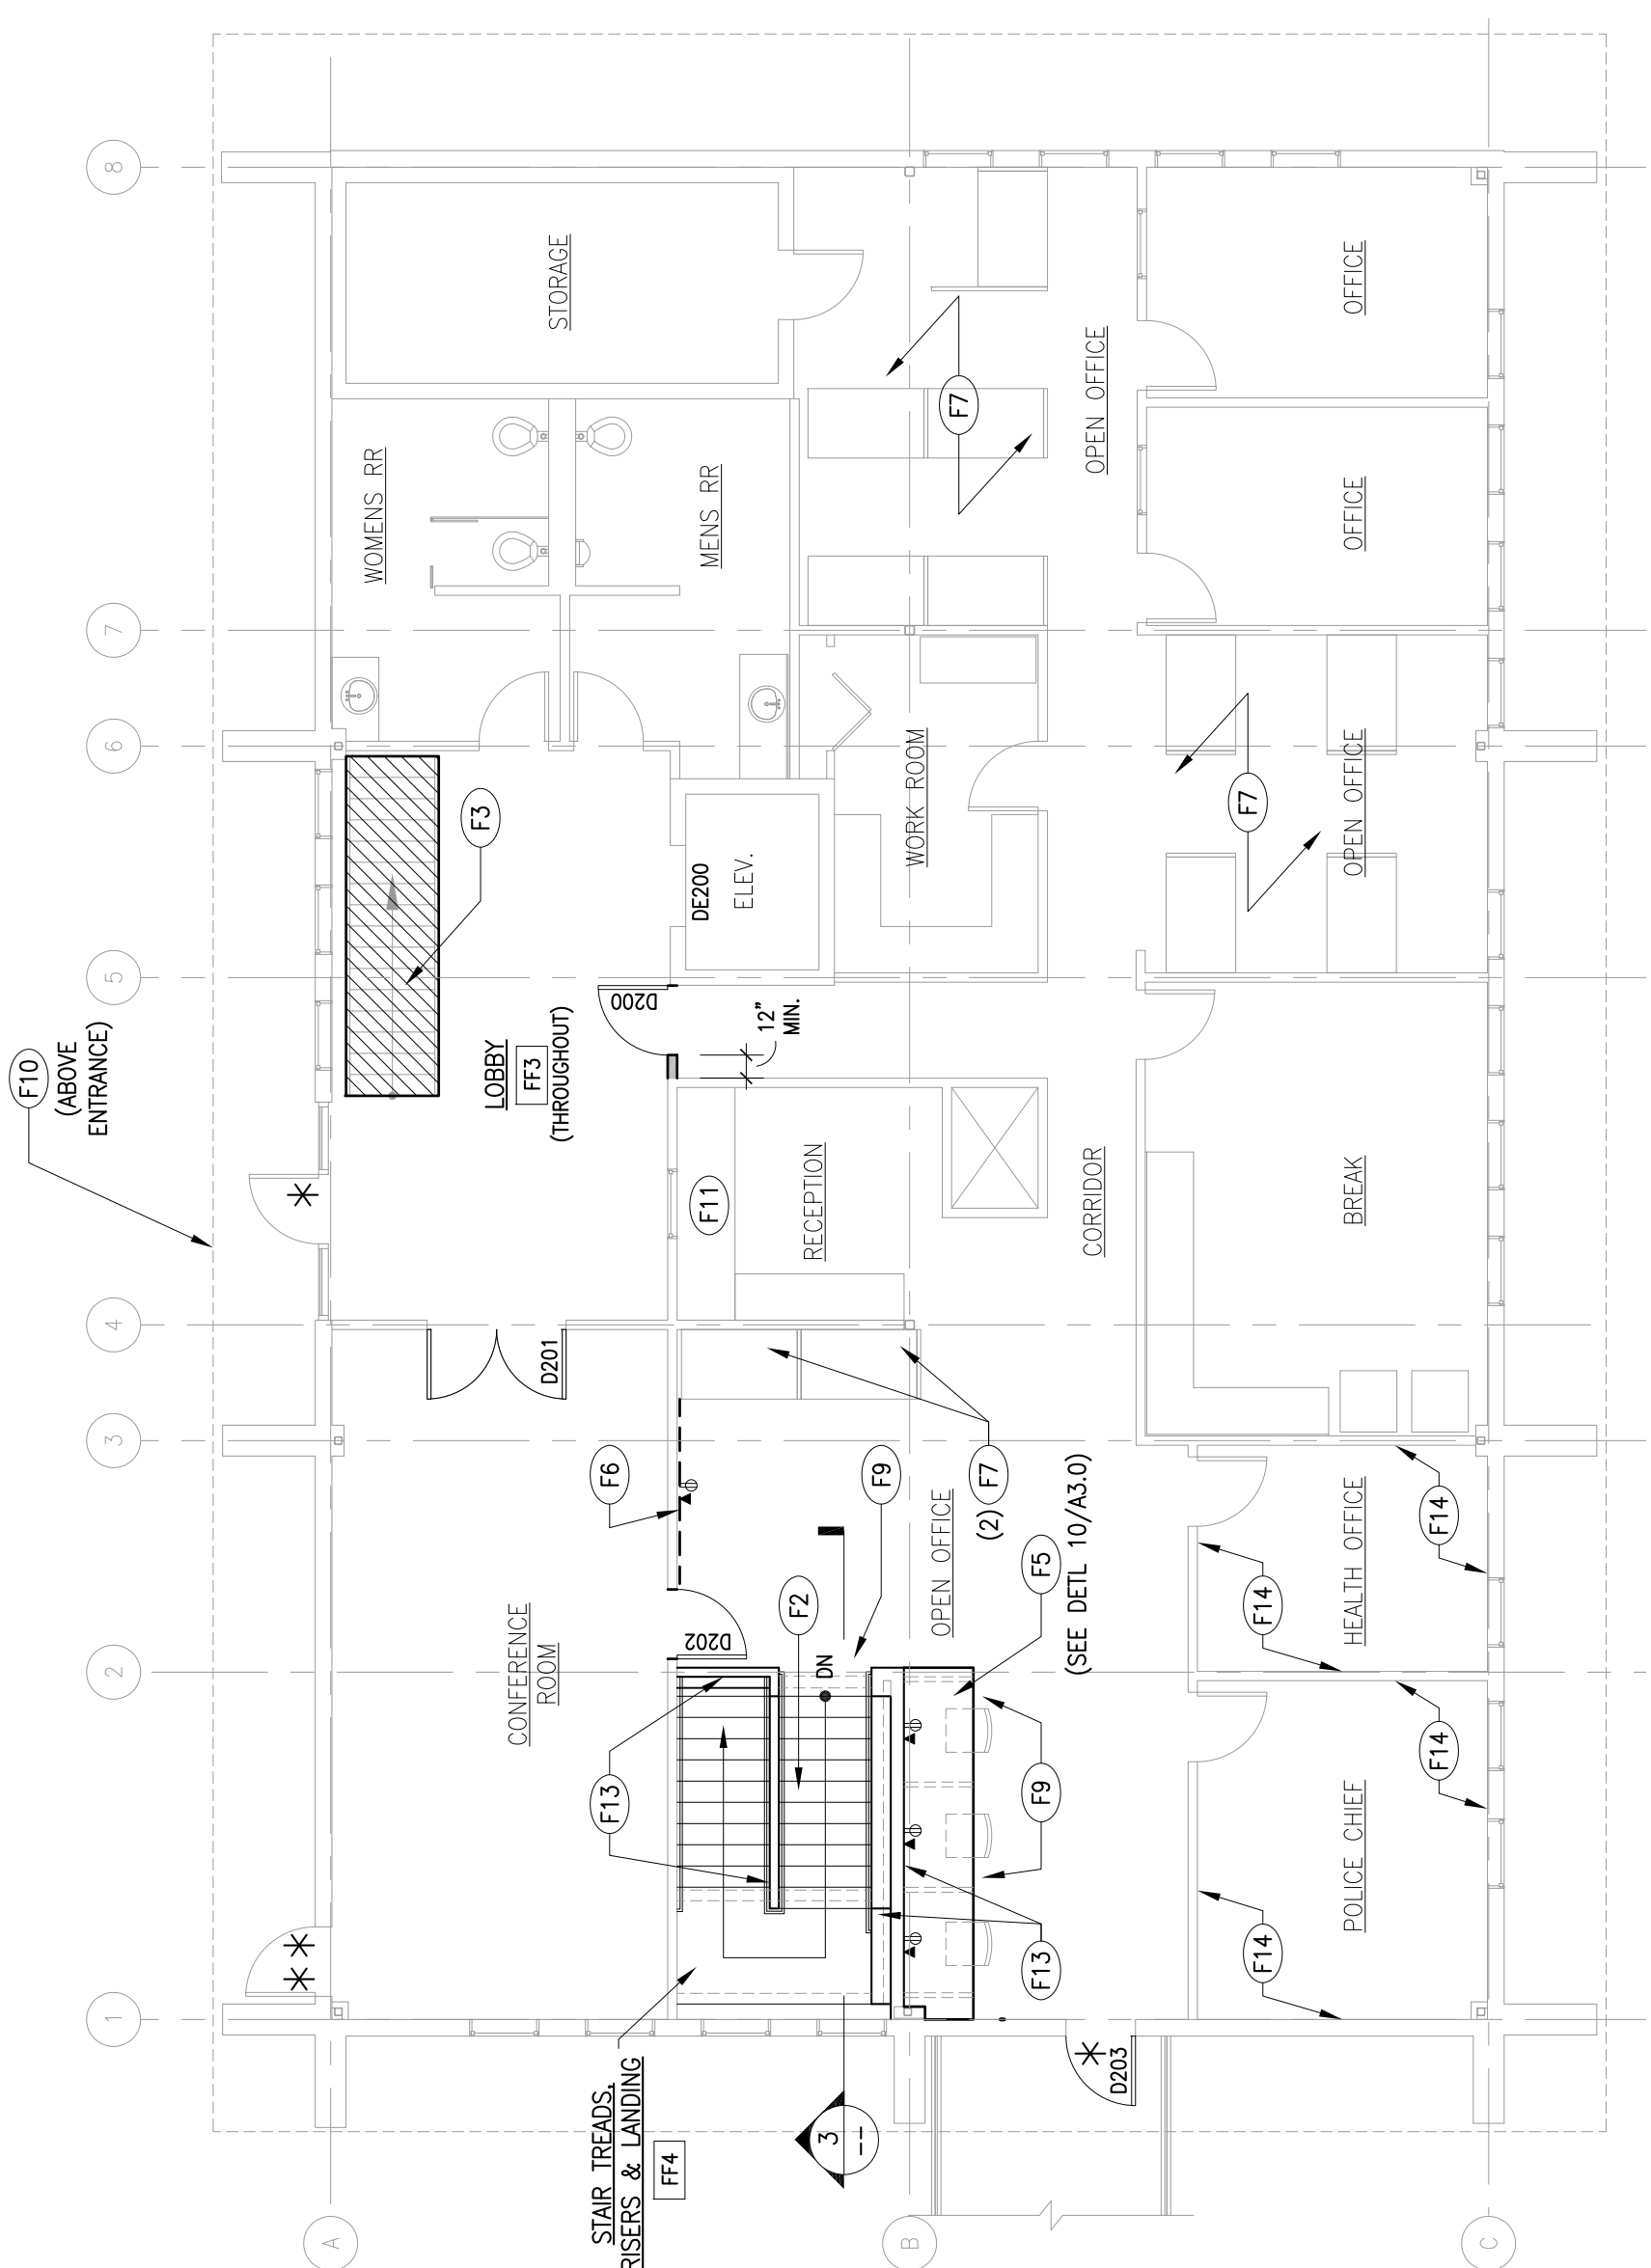 8
7
6
5
4
3
2
1
A
B
C
F10
(ABOVE
ENTRANCE)
STORAGE
WOMENS RR
MENS RR
F7
OPEN OFFICE
OFFICE
OFFICE
F3
DE200
ELEV.
WORK ROOM
F7
OPEN OFFICE
LOBBY
FF3
(THROUGHOUT)
D200
12"
MIN.
F11
RECEPTION
CORRIDOR
BREAK
D201
F6
F9
(2) F7
OPEN OFFICE
F5
(SEE DETL 10/A3.0)
F14
F14
HEALTH OFFICE
CONFERENCE
ROOM
D202
F2
DN
F13
F9
F13
F14
F14
POLICE CHIEF
STAIR TREADS,
RISERS & LANDING
FF4
3
--
D203